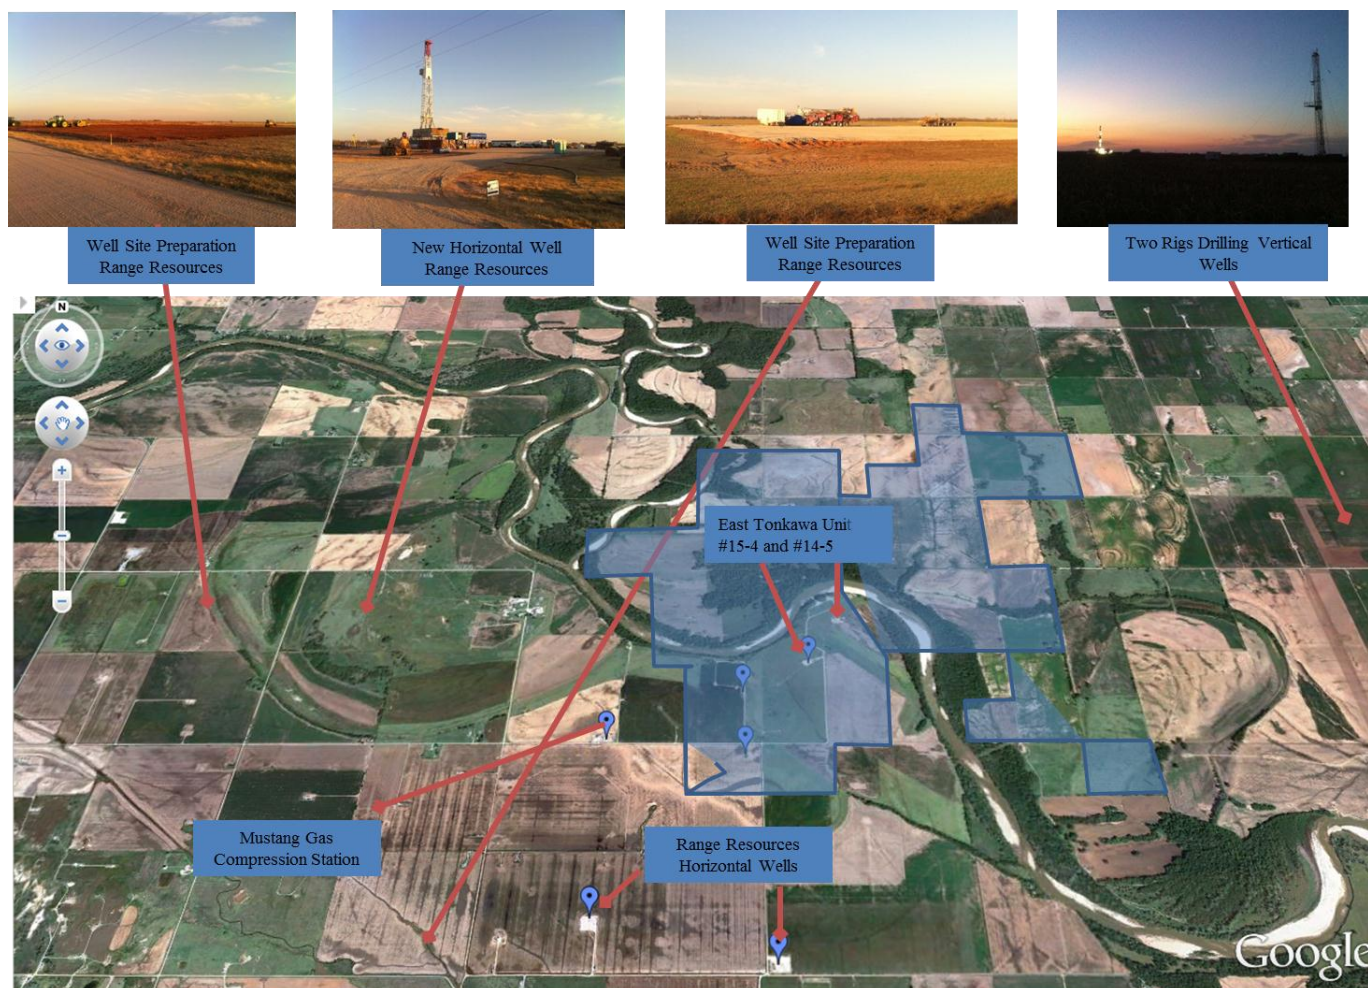 Well Site Preparation
Range Resources
New Horizontal Well
Range Resources
Well Site Preparation
Range Resources
Two Rigs Drilling Vertical
Wells
N
East Tonkawa Unit
#15-4 and #14-5
Mustang Gas
Compression Station
Range Resources
Horizontal Wells
Google